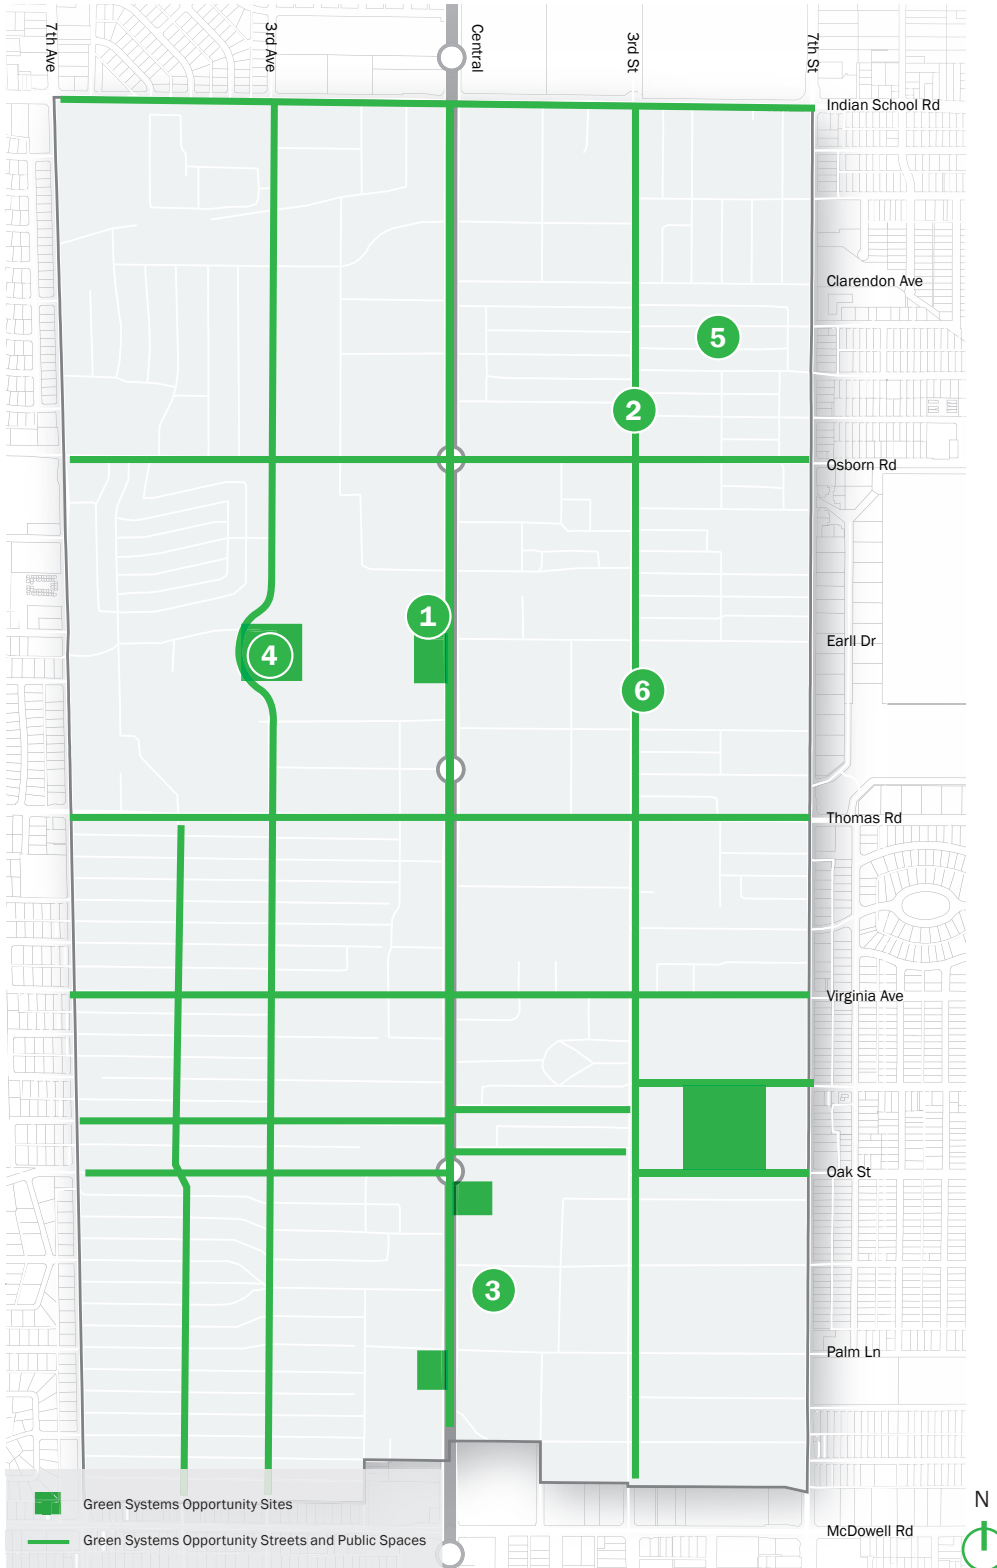 7th Ave
3rd Ave
Central
3rd St
7th St
Indian School Rd
Clarendon Ave
5
2
Osborn Rd
1
Earll Dr
4
6
Thomas Rd
Virginia Ave
Oak St
3
Palm Ln
N
Green Systems Opportunity Sites
McDowell Rd
Green Systems Opportunity Streets and Public Spaces